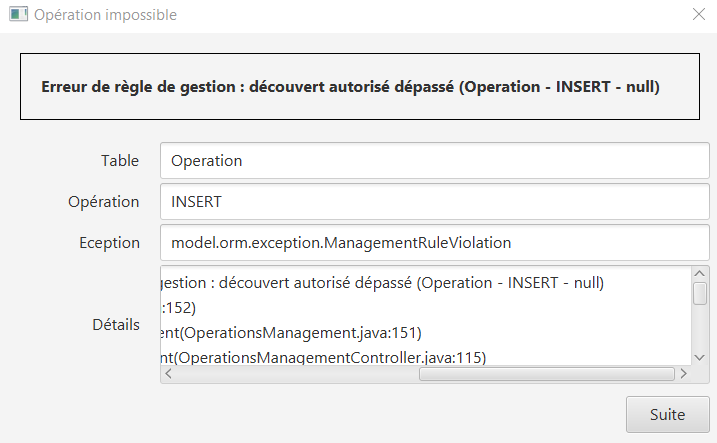 Opération impossible
Erreur de règle de gestion : découvert autorisé dépassé (Operation - INSERT - null)
Table
Operation
Opération
INSERT
Eception
model.orm.exception.ManagementRuleViolation
Détails
gestion : découvert autorisé dépassé (Operation - INSERT - null)
:152)
ent(OperationsManagement.java:151)
nt(OperationsManagementController.java:115)
Suite